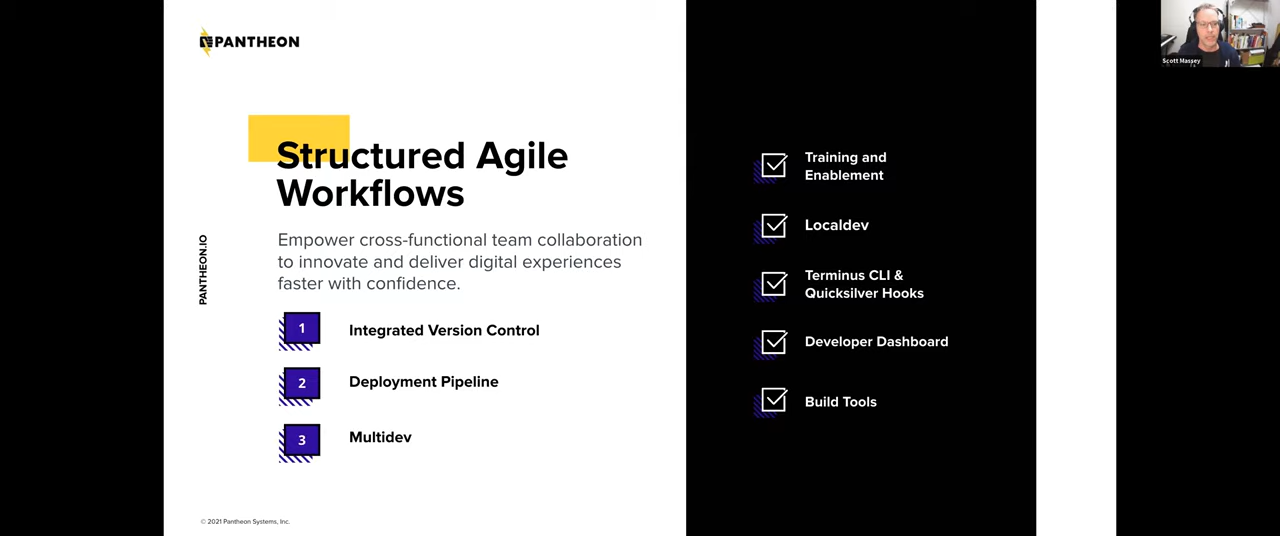 PANTHEON
Scott Massey
Structured Agile
Workflows
PANTHEON.IO
Empower cross-functional team collaboration
to innovate and deliver digital experiences
faster with confidence.
1 Integrated Version Control
2 Deployment Pipeline
3 Multidev
Training and
Enablement
Localdev
Terminus CLI &
Quicksilver Hooks
Developer Dashboard
Build Tools
© 2021 Pantheon Systems, Inc.